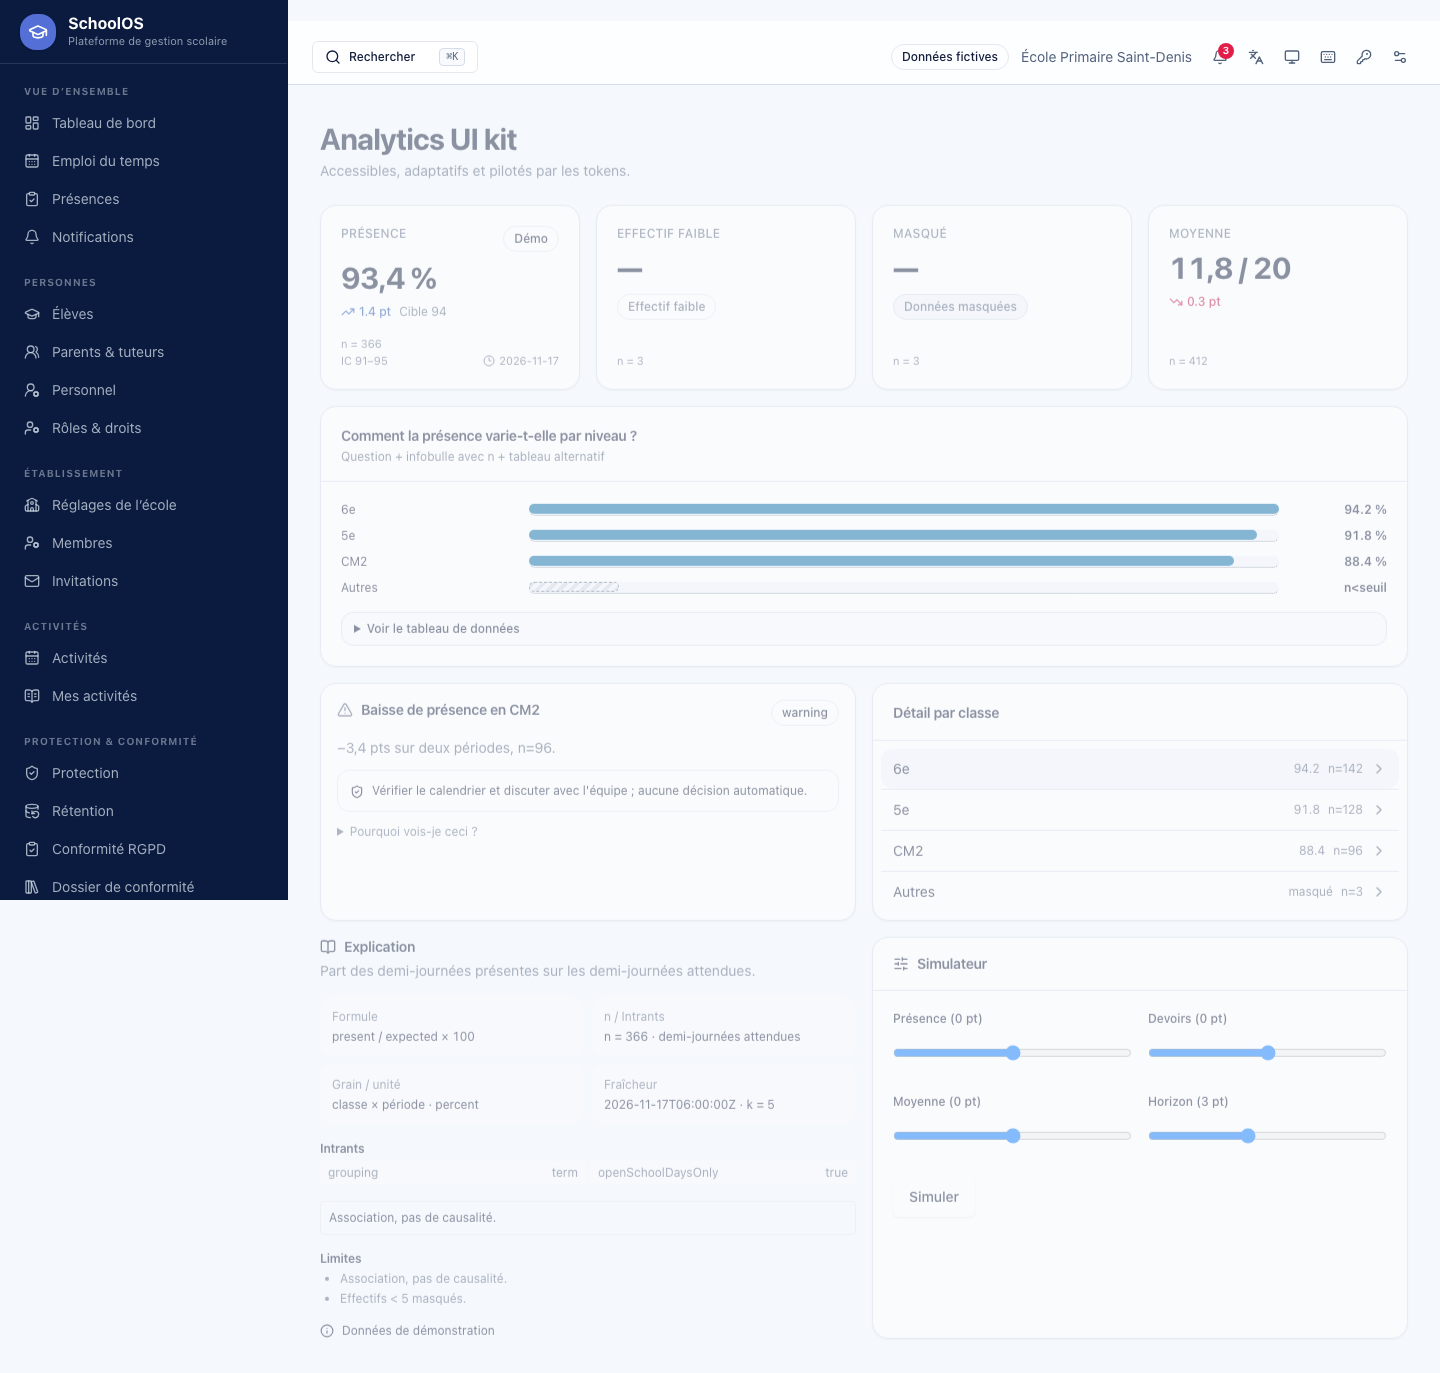 SchoolOS
Plateforme de gestion scolaire
VUE D'ENSEMBLE
Tableau de bord
Emploi du temps
Présences
Notifications
PERSONNES
Élèves
Parents & tuteurs
Personnel
Rôles & droits
ÉTABLISSEMENT
Réglages de l'école
Membres
Invitations
ACTIVITÉS
Activités
Mes activités
PROTECTION & CONFORMITÉ
Protection
Rétention
Conformité RGPD
Dossier de conformité
Rechercher ⌘K
Données fictives École Primaire Saint-Denis 3
Analytics UI kit
Accessibles, adaptatifs et pilotés par les tokens.
PRÉSENCE Démo
93,4 %
1.4 pt Cible 94
n = 366
IC 91–95 2026-11-17
EFFECTIF FAIBLE
—
Effectif faible
n = 3
MASQUÉ
—
Données masquées
n = 3
MOYENNE
11,8 / 20
0.3 pt
n = 412
Comment la présence varie-t-elle par niveau ?
Question + infobulle avec n + tableau alternatif
6e 94.2 %
5e 91.8 %
CM2 88.4 %
Autres n<seuil
Voir le tableau de données
Baisse de présence en CM2 warning
−3,4 pts sur deux périodes, n=96.
Vérifier le calendrier et discuter avec l'équipe ; aucune décision automatique.
Pourquoi vois-je ceci ?
Détail par classe
6e 94.2 n=142
5e 91.8 n=128
CM2 88.4 n=96
Autres masqué n=3
Explication
Part des demi-journées présentes sur les demi-journées attendues.
Formule
present / expected × 100
n / Intrants
n = 366 · demi-journées attendues
Grain / unité
classe × période · percent
Fraîcheur
2026-11-17T06:00:00Z · k = 5
Intrants
grouping term openSchoolDaysOnly true
Association, pas de causalité.
Limites
• Association, pas de causalité.
• Effectifs < 5 masqués.
Données de démonstration
Simulateur
Présence (0 pt) Devoirs (0 pt)
Moyenne (0 pt) Horizon (3 pt)
Simuler